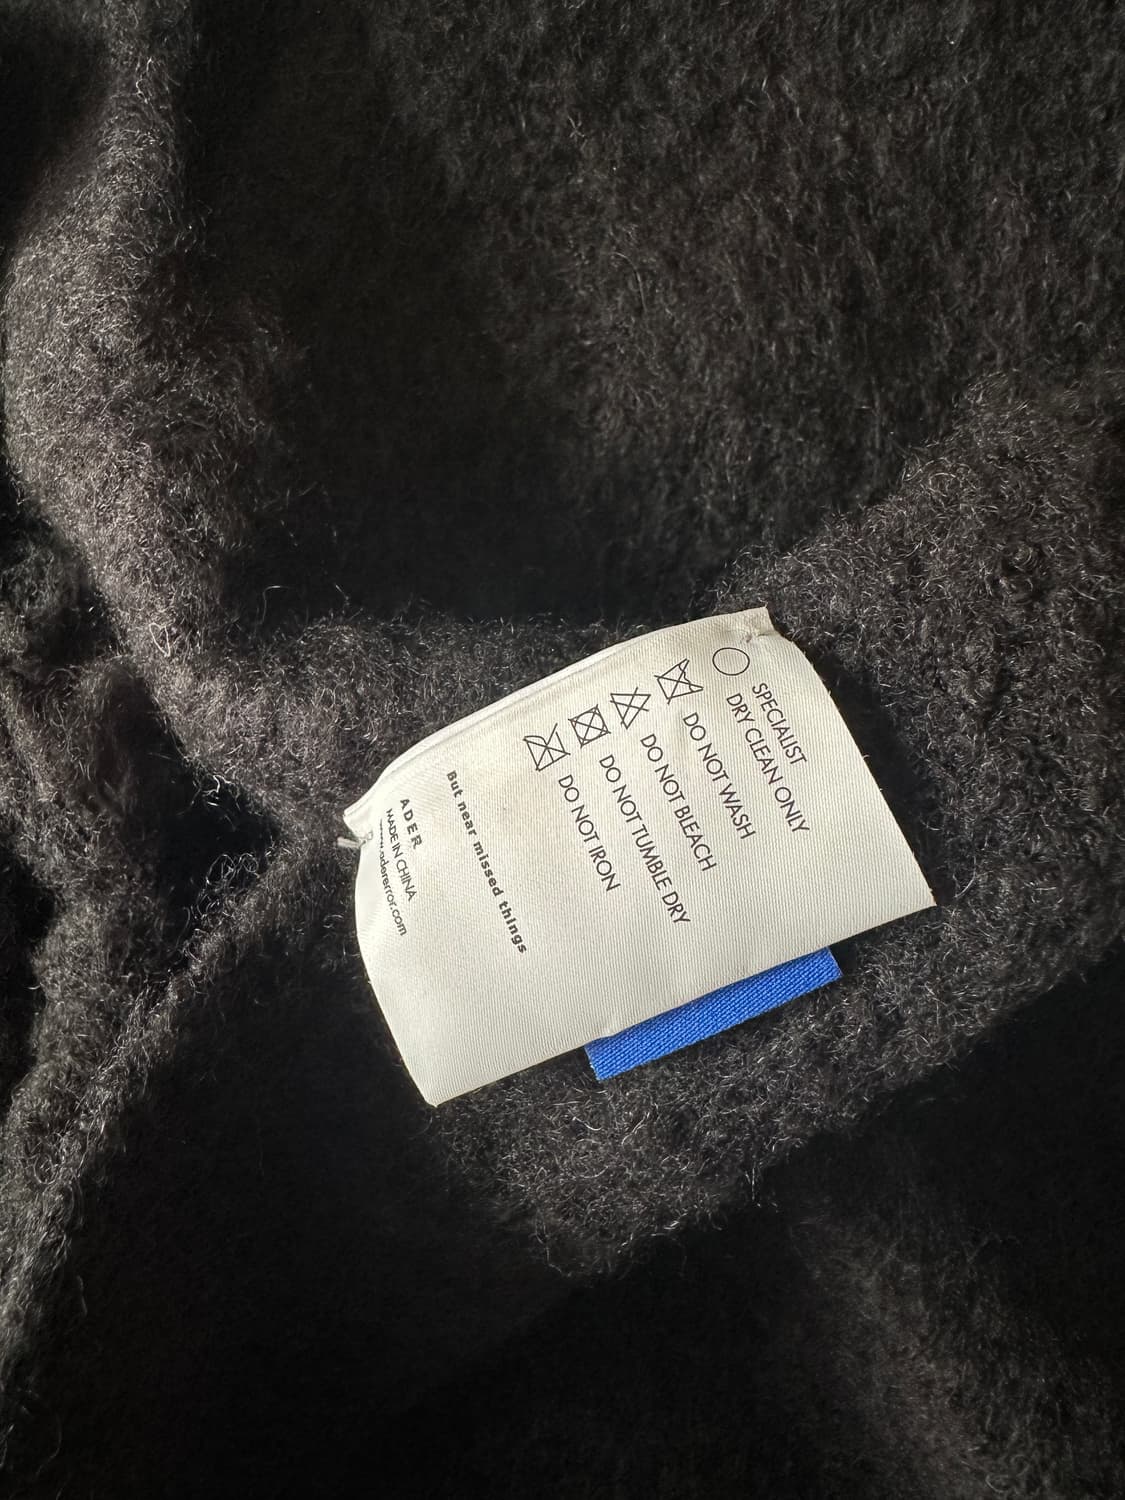 SPECIALIST
DRY CLEAN ONLY
DO NOT WASH
DO NOT BLEACH
DO NOT TUMBLE DRY
DO NOT IRON
But near missed things
ADER
MADE IN CHINA
www.adererror.com